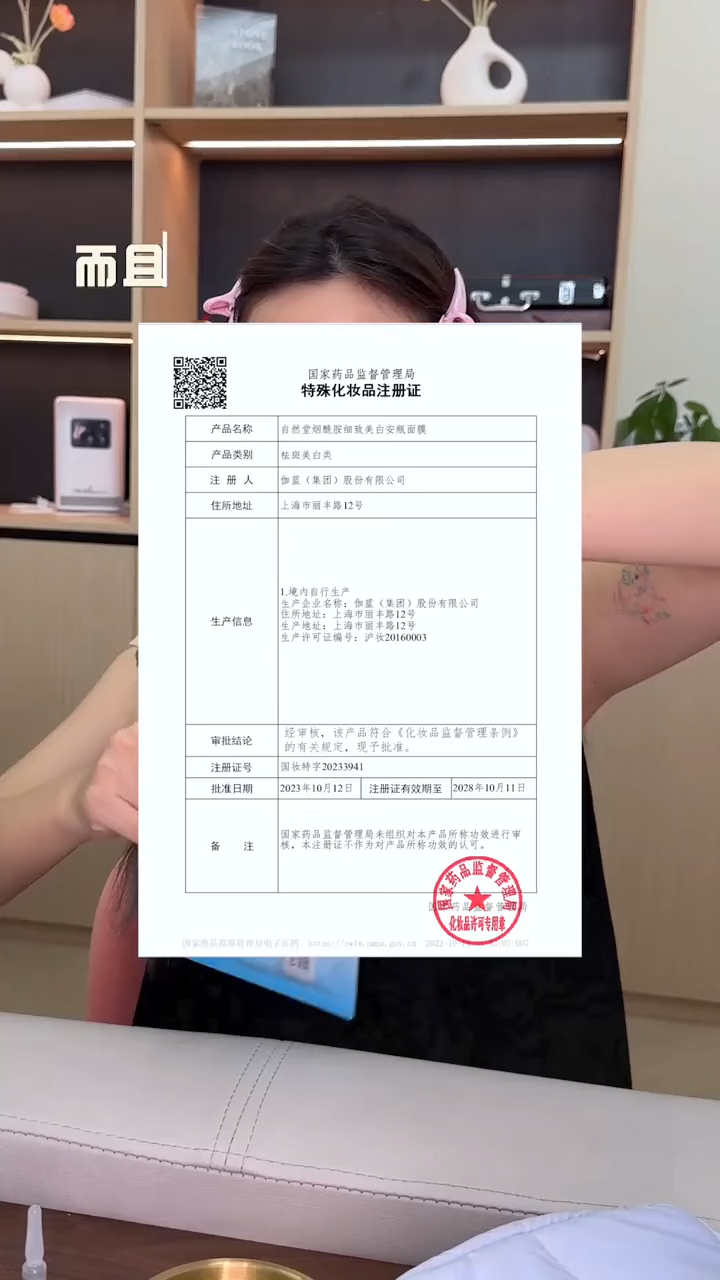 而且
国家药品监督管理局
特殊化妆品注册证
产品名称 自然堂烟酰胺细致美白安瓶面膜
产品类别 祛斑美白类
注 册 人 伽蓝（集团）股份有限公司
住所地址 上海市丽丰路12号
生产信息
1.境内自行生产
生产企业名称：伽蓝（集团）股份有限公司
住所地址：上海市丽丰路12号
生产地址：上海市丽丰路12号
生产许可证编号：沪妆20160003
审批结论 经审核，该产品符合《化妆品监督管理条例》
的有关规定，现予批准。
注册证号 国妆特字20233941
批准日期 2023年10月12日 注册证有效期至 2028年10月11日
备 注 国家药品监督管理局未组织对本产品所称功效进行审
核，本注册证不作为对产品所称功效的认可。
国家药品监督管理局
化妆品许可专用章